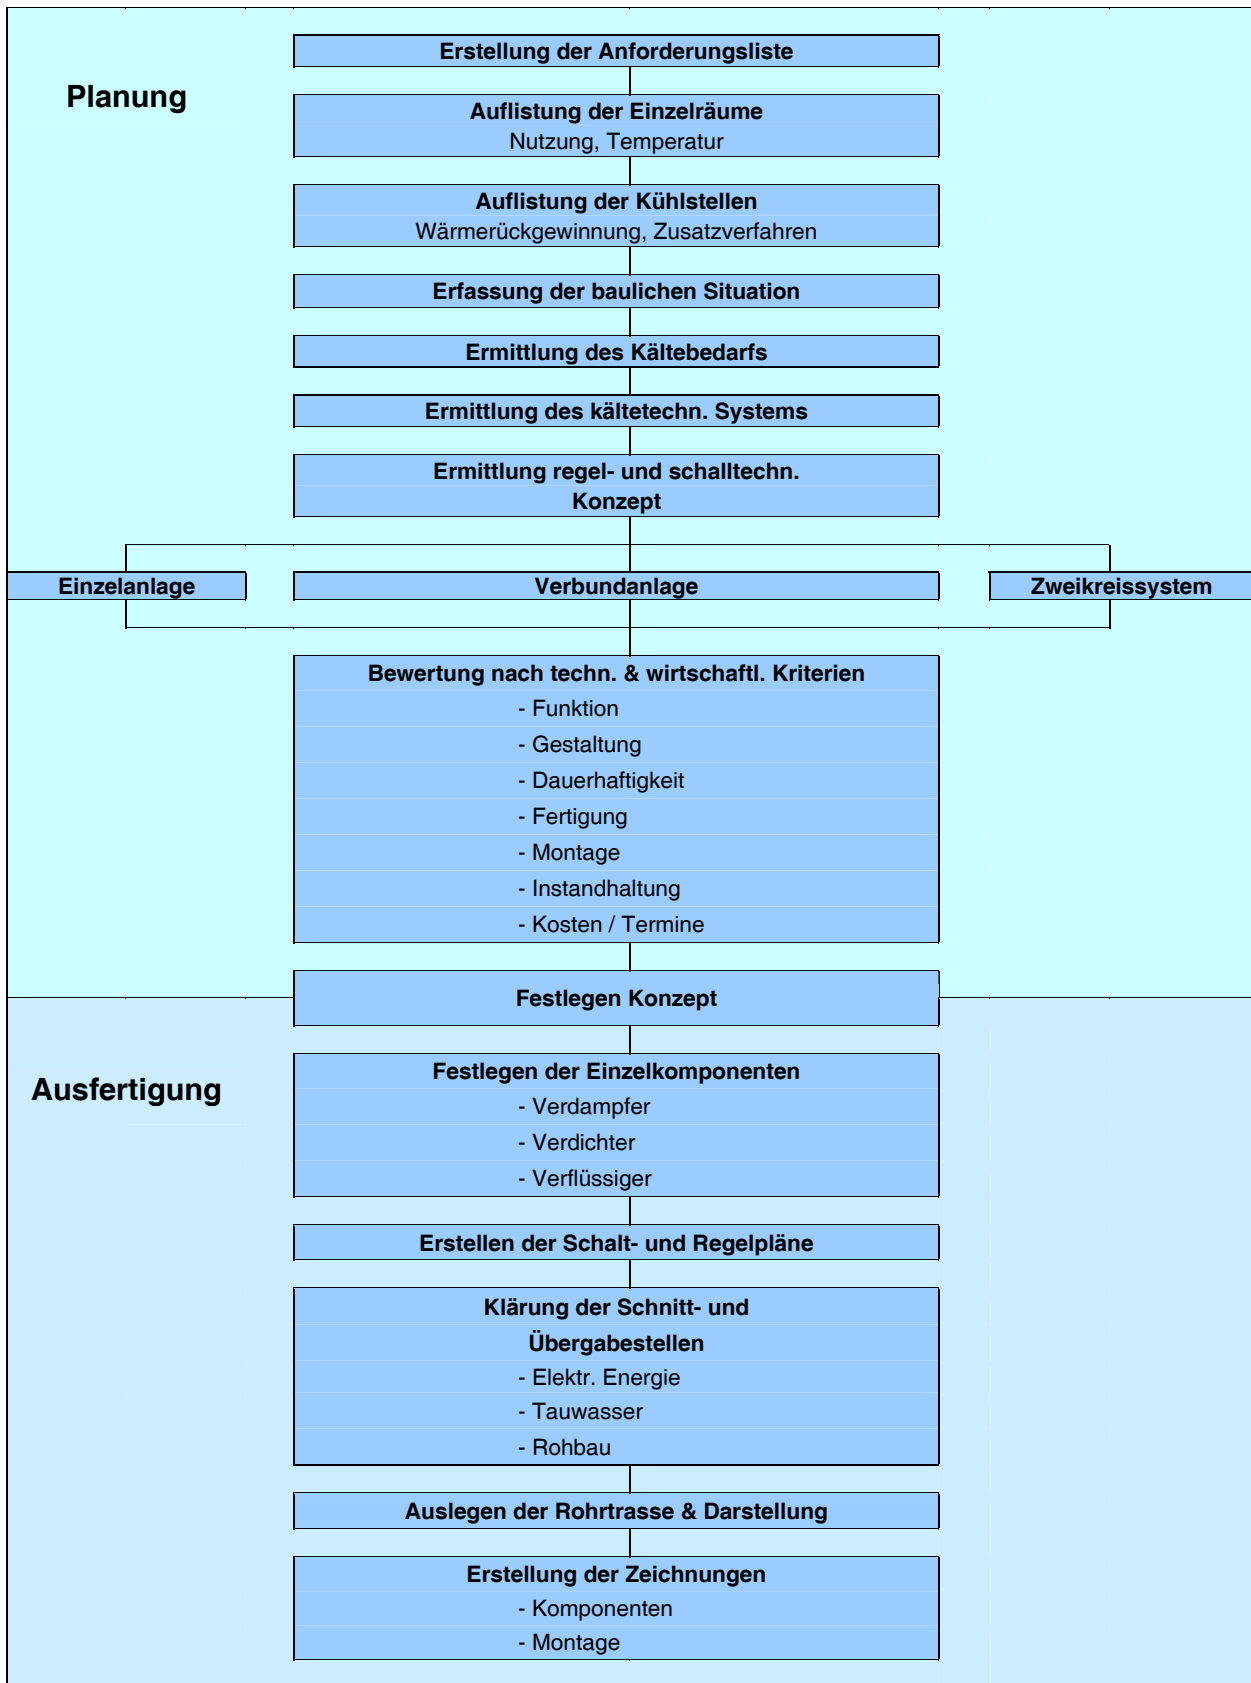 Erstellung der Anforderungsliste
Planung
Auflistung der Einzelräume
Nutzung, Temperatur
Auflistung der Kühlstellen
Wärmerückgewinnung, Zusatzverfahren
Erfassung der baulichen Situation
Ermittlung des Kältebedarfs
Ermittlung des kältetechn. Systems
Ermittlung regel- und schalltechn.
Konzept
Einzelanlage
Verbundanlage
Zweikreissystem
Bewertung nach techn. & wirtschaftl. Kriterien
- Funktion
- Gestaltung
- Dauerhaftigkeit
- Fertigung
- Montage
- Instandhaltung
- Kosten / Termine
Festlegen Konzept
Ausfertigung
Festlegen der Einzelkomponenten
- Verdampfer
- Verdichter
- Verflüssiger
Erstellen der Schalt- und Regelpläne
Klärung der Schnitt- und
Übergabestellen
- Elektr. Energie
- Tauwasser
- Rohbau
Auslegen der Rohrtrasse & Darstellung
Erstellung der Zeichnungen
- Komponenten
- Montage